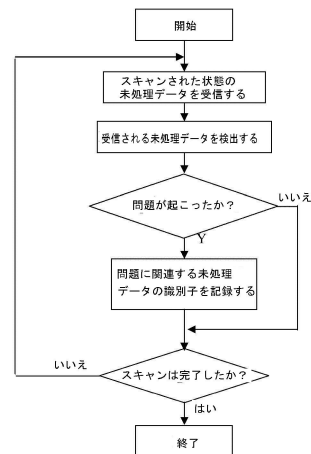 開始
スキャンされた状態の
未処理データを受信する
受信される未処理データを検出する
問題が起こったか？
いいえ
Y
問題に関連する未処理
データの識別子を記録する
いいえ
スキャンは完了したか？
はい
終了